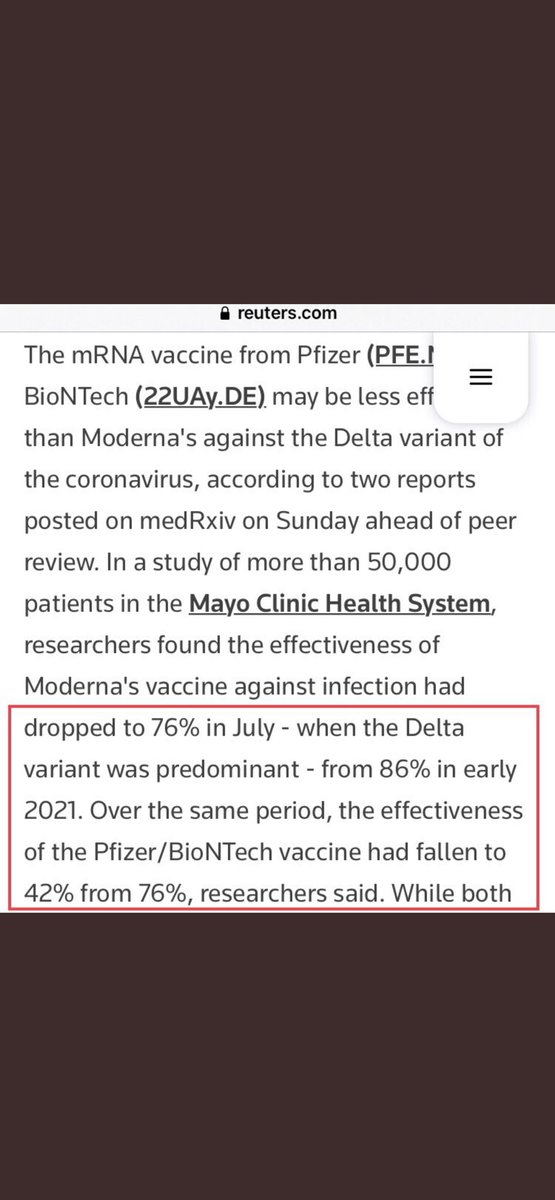 reuters.com
The mRNA vaccine from Pfizer (PFE.
BioNTech (22UAy.DE) may be less
than Moderna's against the Delta variant of
the coronavirus, according to two reports
posted on medRxiv on Sunday ahead of peer
review. In a study of more than 50,000
patients in the Mayo Clinic Health System,
researchers found the effectiveness of
Moderna's vaccine against infection had
dropped to 76% in July - when the Delta
variant was predominant - from 86% in early
2021. Over the same period, the effectiveness
of the Pfizer/BioNTech vaccine had fallen to
42% from 76%, researchers said. While both